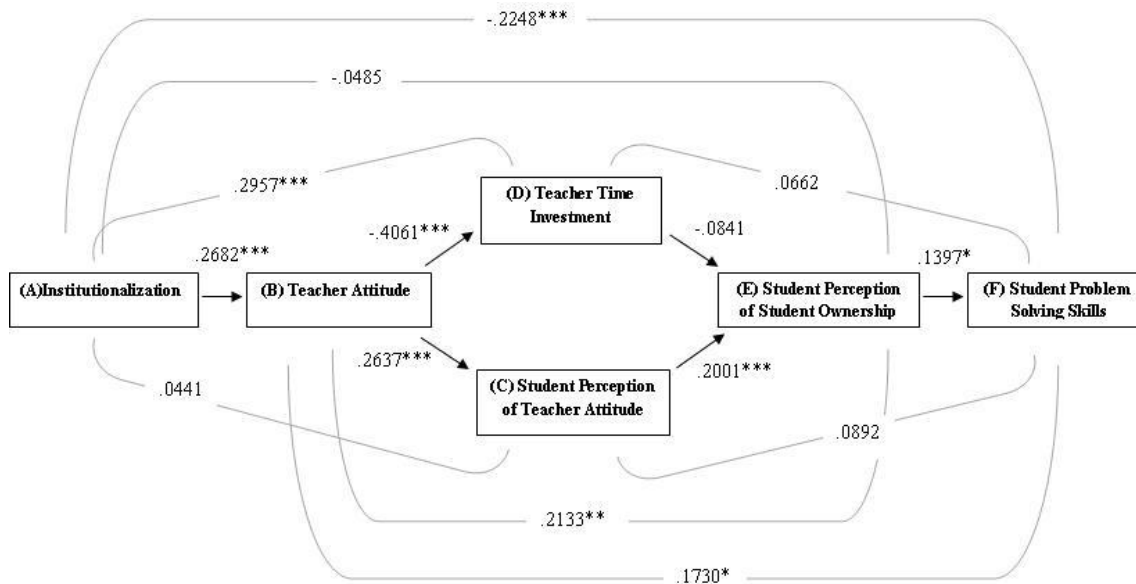 -.2248***
-.0485
.2957***
(D) Teacher Time
Investment
.0662
.2682***
-.4061***
-.0841
.1397*
(A)Institutionalization
(B) Teacher Attitude
(E) Student Perception
of Student Ownership
(F) Student Problem
Solving Skills
.2637***
.2001***
.0441
(C) Student Perception
of Teacher Attitude
.0892
.2133**
.1730*